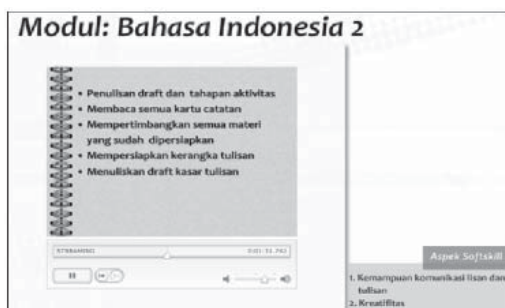 Modul: Bahasa Indonesia 2
• Penulisan draft dan tahapan aktivitas
• Membaca semua kartu catatan
• Mempertimbangkan semua materi
yang sudah dipersiapkan
• Mempersiapkan kerangka tulisan
• Menuliskan draft kasar tulisan
STREAMING
Aspek Softskill
1. Kemampuan komunikasi lisan dan
tulisan
2. Kreatifitas